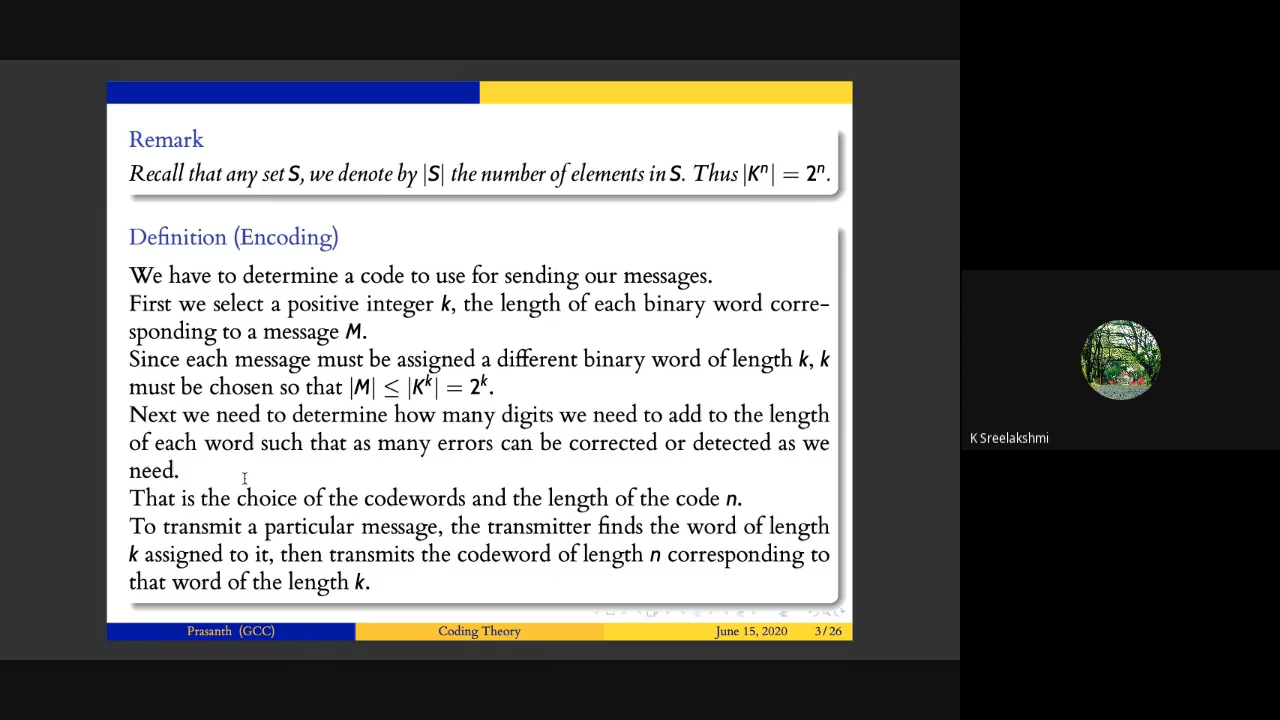 Remark
Recall that any set S, we denote by |S| the number of elements in S. Thus |Kⁿ| = 2ⁿ.
Definition (Encoding)
We have to determine a code to use for sending our messages.
First we select a positive integer k, the length of each binary word corre-
sponding to a message M.
Since each message must be assigned a different binary word of length k, k
must be chosen so that |M| ≤ |Kᵏ| = 2ᵏ.
Next we need to determine how many digits we need to add to the length
of each word such that as many errors can be corrected or detected as we
need.
That is the choice of the codewords and the length of the code n.
To transmit a particular message, the transmitter finds the word of length
k assigned to it, then transmits the codeword of length n corresponding to
that word of the length k.
Prasanth (GCC) Coding Theory June 15, 2020 3/26
K Sreelakshmi